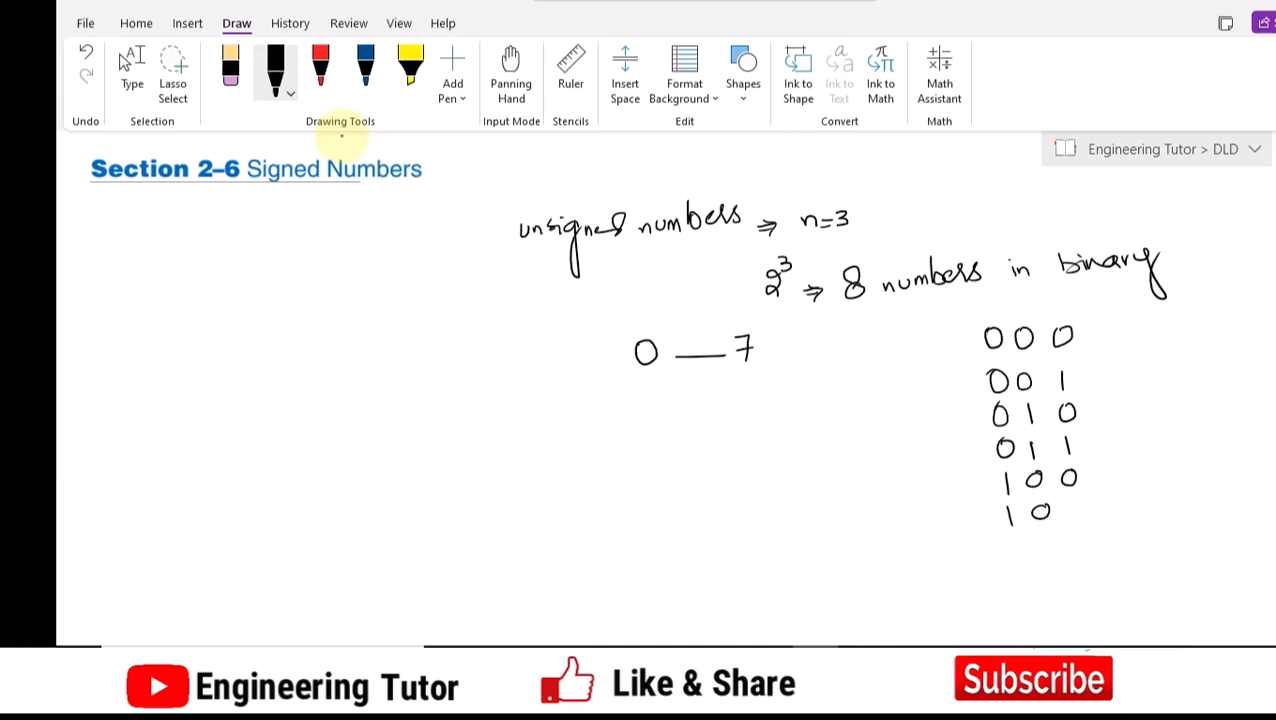 File Home Insert Draw History Review View Help
Type Lasso Select Add Pen Panning Hand Ruler Insert Space Format Background Shapes Ink to Shape Ink to Text Ink to Math Math Assistant
Undo Selection Drawing Tools Input Mode Stencils Edit Convert Math
Engineering Tutor > DLD
Section 2–6 Signed Numbers
unsigned numbers ⇒ n=3
2³ ⇒ 8 numbers in binary
0 — 7
0 0 0
0 0 1
0 1 0
0 1 1
1 0 0
1 0
Engineering Tutor Like & Share Subscribe